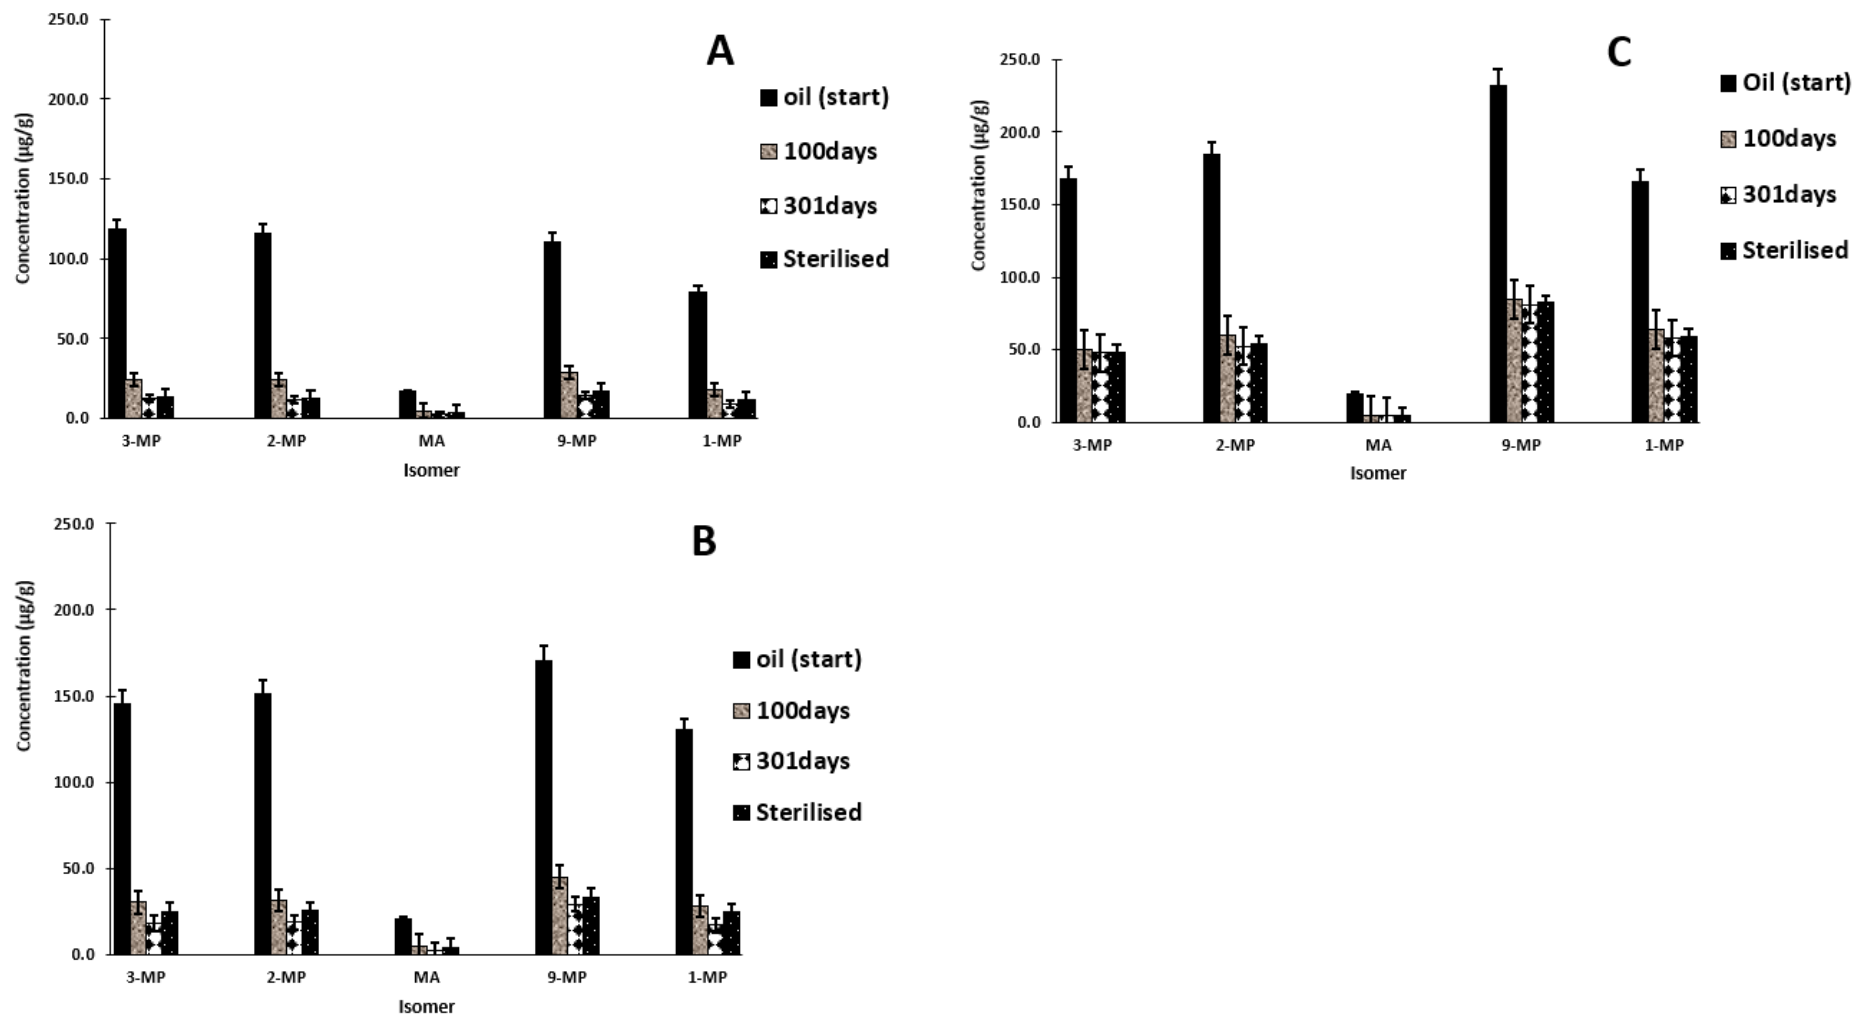 A
250.0
200.0
150.0
100.0
50.0
0.0
Concentration (µg/g)
3-MP 2-MP MA 9-MP 1-MP
Isomer
oil (start)
100days
301days
Sterilised
C
250.0
200.0
150.0
100.0
50.0
0.0
Concentration (µg/g)
3-MP 2-MP MA 9-MP 1-MP
Isomer
Oil (start)
100days
301days
Sterilised
B
250.0
200.0
150.0
100.0
50.0
0.0
Concentration (µg/g)
3-MP 2-MP MA 9-MP 1-MP
Isomer
oil (start)
100days
301days
Sterilised